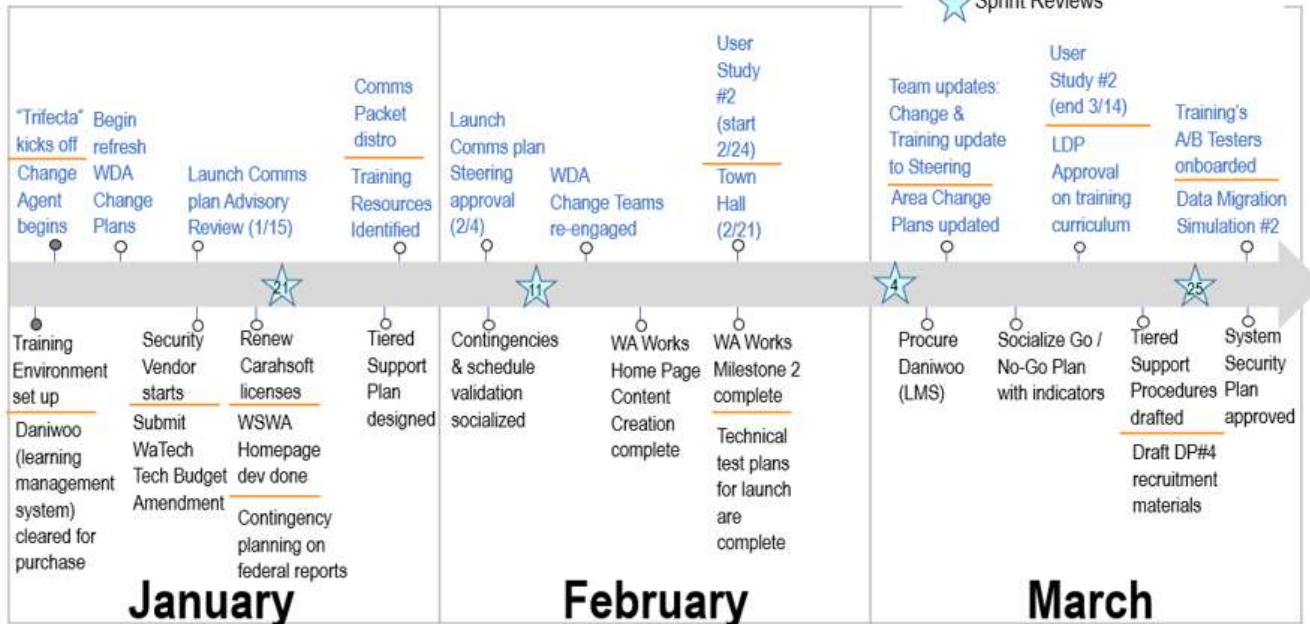 Sprint Reviews
"Trifecta"
kicks off
Change
Agent
begins
Begin
refresh
WDA
Change
Plans
Launch Comms
plan Advisory
Review (1/15)
Comms
Packet
distro
Training
Resources
Identified
Launch
Comms plan
Steering
approval
(2/4)
WDA
Change Teams
re-engaged
User
Study
#2
(start
2/24)
Town
Hall
(2/21)
Team updates:
Change &
Training update
to Steering
Area Change
Plans updated
User
Study #2
(end 3/14)
LDP
Approval
on training
curriculum
Training's
A/B Testers
onboarded
Data Migration
Simulation #2
21
11
4
25
Training
Environment
set up
Daniwoo
(learning
management
system)
cleared for
purchase
Security
Vendor
starts
Submit
WaTech
Tech Budget
Amendment
Renew
Carahsoft
licenses
WSWA
Homepage
dev done
Contingency
planning on
federal reports
Tiered
Support
Plan
designed
Contingencies
& schedule
validation
socialized
WA Works
Home Page
Content
Creation
complete
WA Works
Milestone 2
complete
Technical
test plans
for launch
are
complete
Procure
Daniwoo
(LMS)
Socialize Go /
No-Go Plan
with indicators
Tiered
Support
Procedures
drafted
Draft DP#4
recruitment
materials
System
Security
Plan
approved
January
February
March